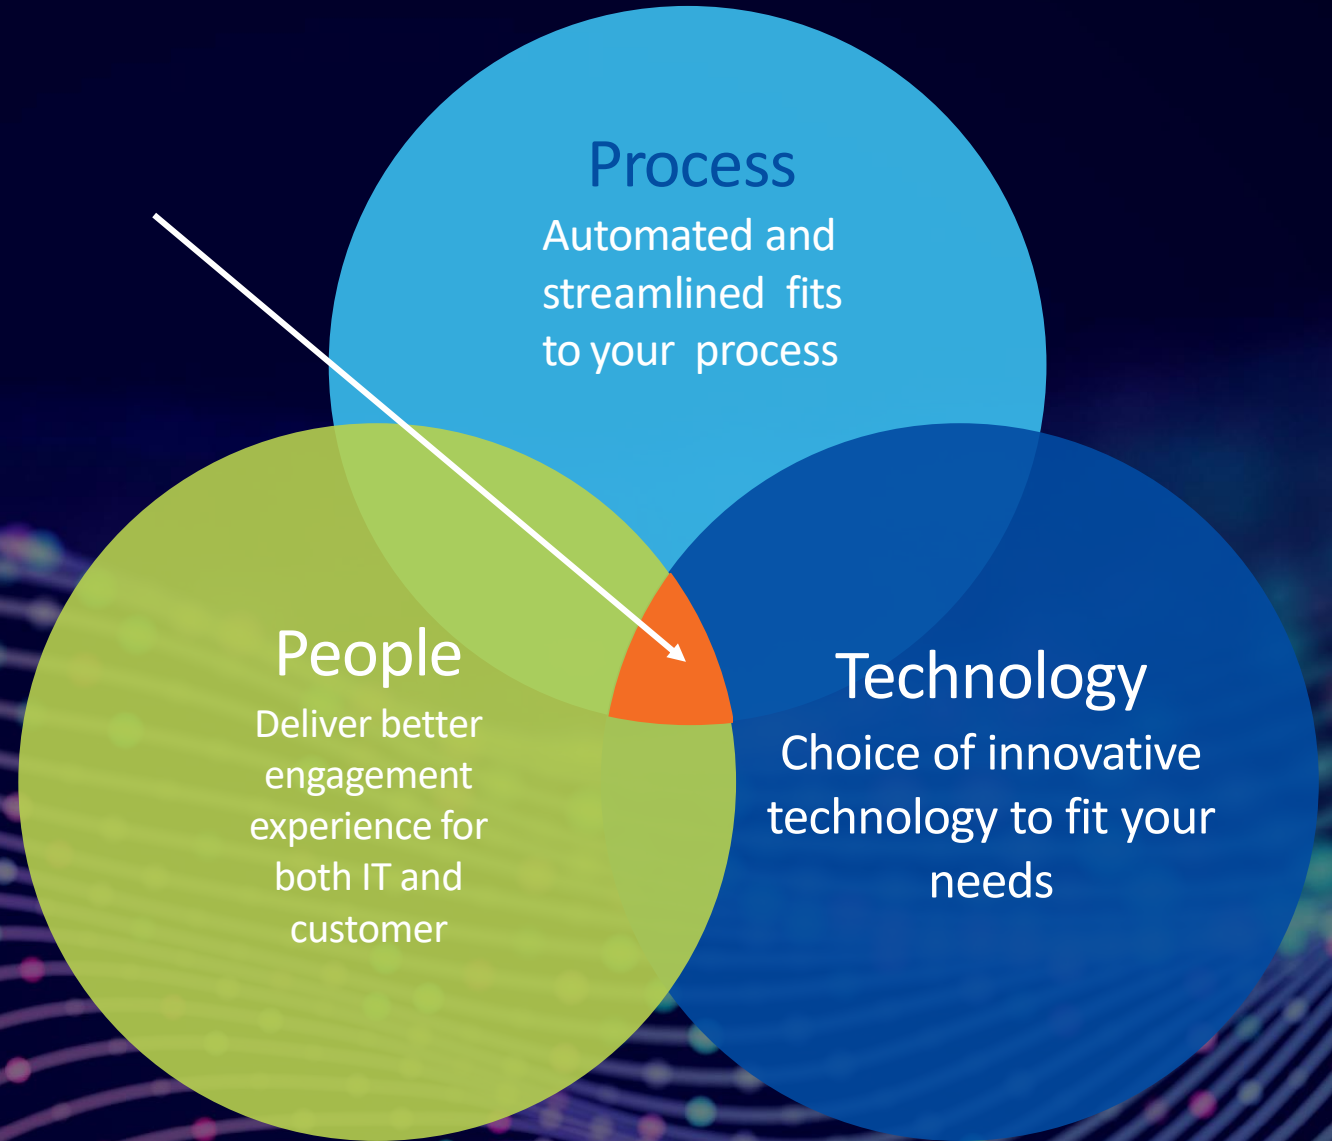 Process
Automated and
streamlined fits
to your process
People
Deliver better
engagement
experience for
both IT and
customer
Technology
Choice of innovative
technology to fit your
needs